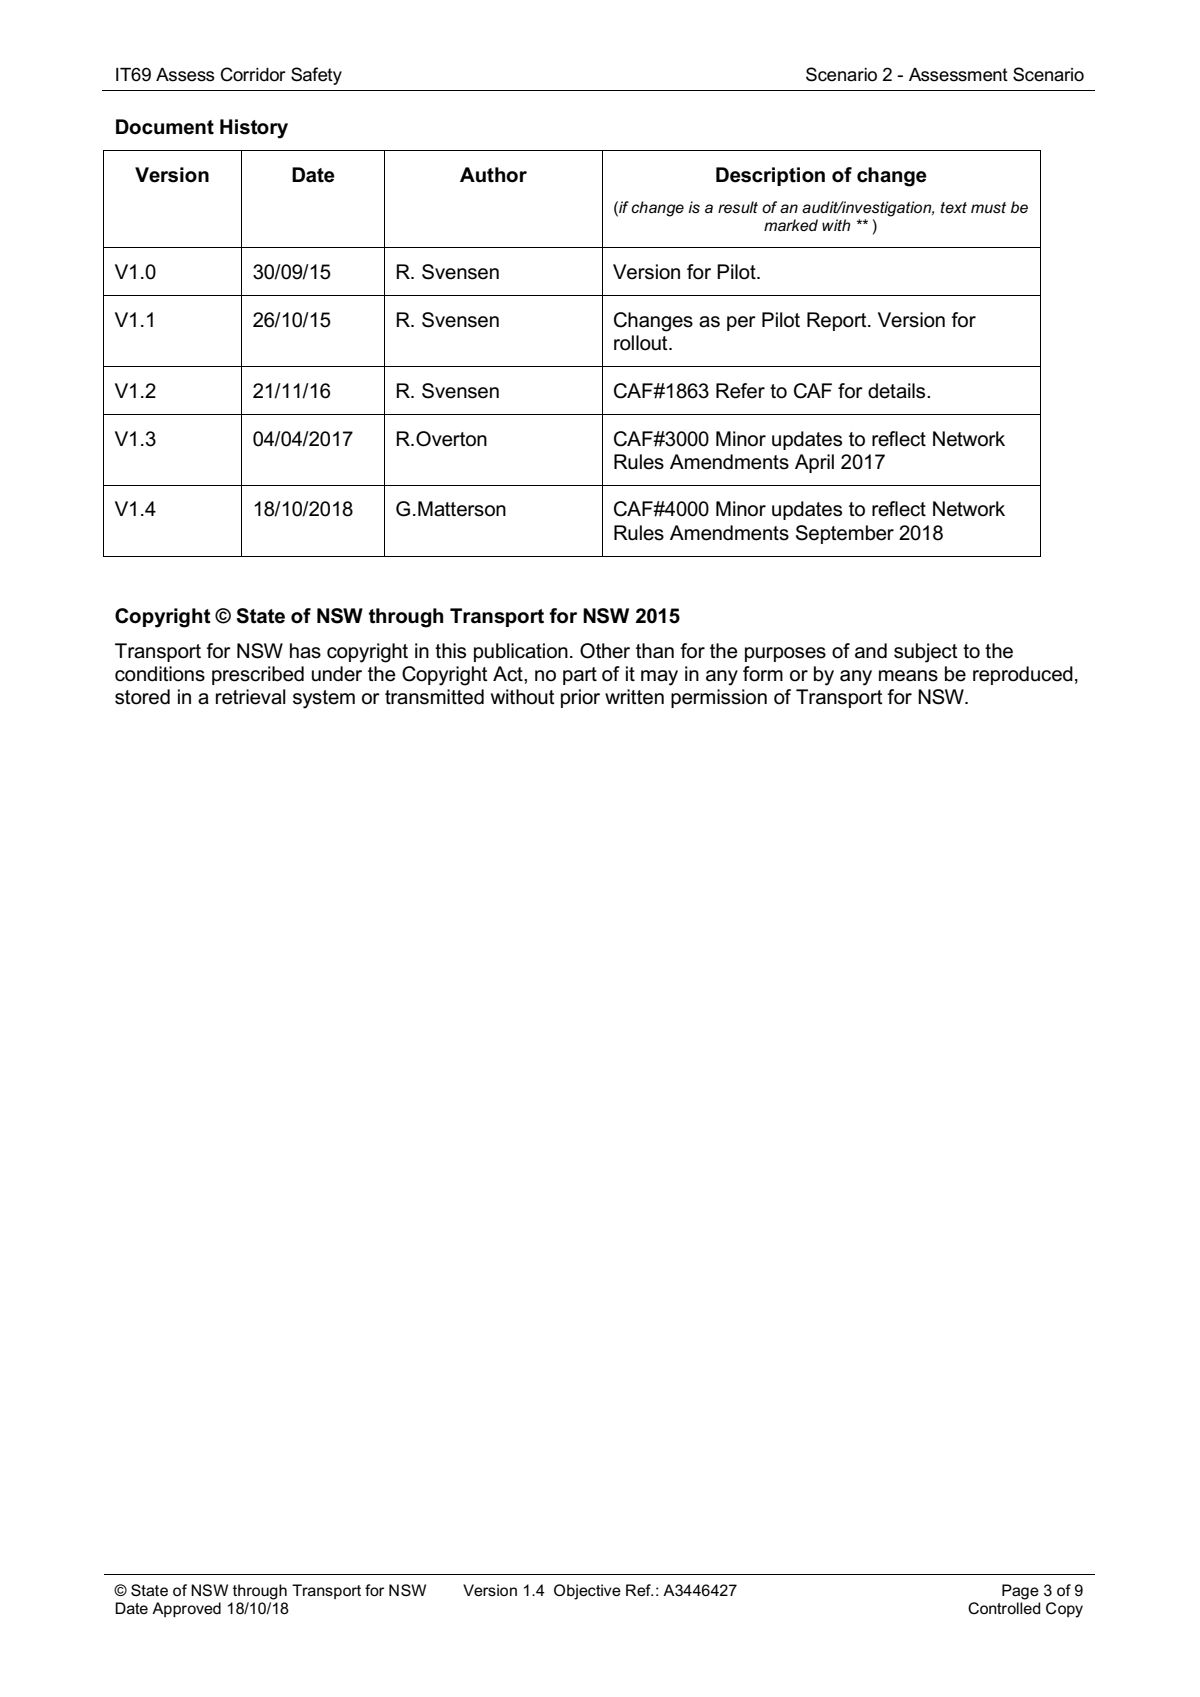 IT69 Assess Corridor Safety Scenario 2 - Assessment Scenario
Document History
Version Date Author Description of change
(if change is a result of an audit/investigation, text must be
marked with ** )
V1.0 30/09/15 R. Svensen Version for Pilot.
V1.1 26/10/15 R. Svensen Changes as per Pilot Report. Version for
rollout.
V1.2 21/11/16 R. Svensen CAF#1863 Refer to CAF for details.
V1.3 04/04/2017 R.Overton CAF#3000 Minor updates to reflect Network
Rules Amendments April 2017
V1.4 18/10/2018 G.Matterson CAF#4000 Minor updates to reflect Network
Rules Amendments September 2018
Copyright © State of NSW through Transport for NSW 2015
Transport for NSW has copyright in this publication. Other than for the purposes of and subject to the
conditions prescribed under the Copyright Act, no part of it may in any form or by any means be reproduced,
stored in a retrieval system or transmitted without prior written permission of Transport for NSW.
© State of NSW through Transport for NSW Version 1.4 Objective Ref.: A3446427 Page 3 of 9
Date Approved 18/10/18 Controlled Copy